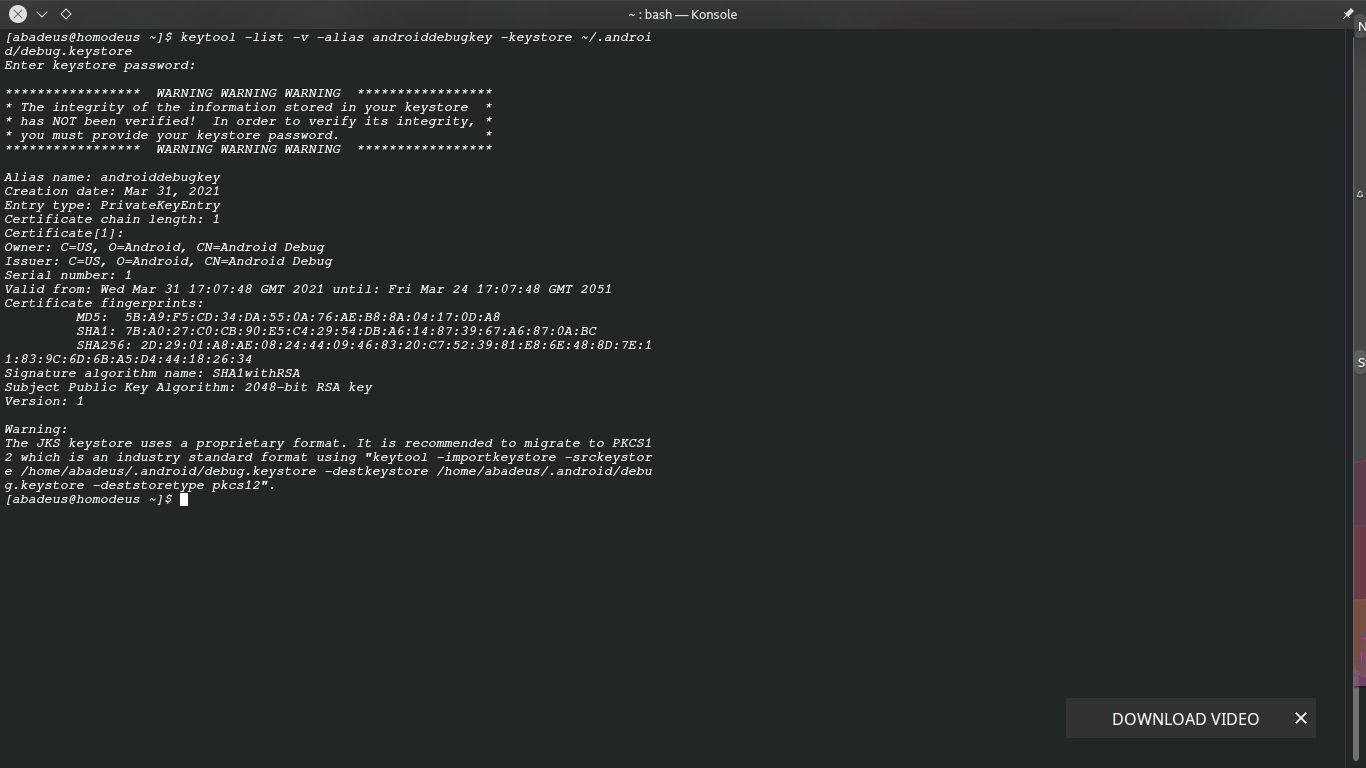 ~ : bash — Konsole
[abadeus@homodeus ~]$ keytool -list -v -alias androiddebugkey -keystore ~/.androi
d/debug.keystore
Enter keystore password:
***************** WARNING WARNING WARNING *****************
* The integrity of the information stored in your keystore *
* has NOT been verified! In order to verify its integrity, *
* you must provide your keystore password. *
***************** WARNING WARNING WARNING *****************
Alias name: androiddebugkey
Creation date: Mar 31, 2021
Entry type: PrivateKeyEntry
Certificate chain length: 1
Certificate[1]:
Owner: C=US, O=Android, CN=Android Debug
Issuer: C=US, O=Android, CN=Android Debug
Serial number: 1
Valid from: Wed Mar 31 17:07:48 GMT 2021 until: Fri Mar 24 17:07:48 GMT 2051
Certificate fingerprints:
MD5: 5B:A9:F5:CD:34:DA:55:0A:76:AE:B8:8A:04:17:0D:A8
SHA1: 7B:A0:27:C0:CB:90:E5:C4:29:54:DB:A6:14:87:39:67:A6:87:0A:BC
SHA256: 2D:29:01:A8:AE:08:24:44:09:46:83:20:C7:52:39:81:E8:6E:48:8D:7E:1
1:83:9C:6D:6B:A5:D4:44:18:26:34
Signature algorithm name: SHA1withRSA
Subject Public Key Algorithm: 2048-bit RSA key
Version: 1
Warning:
The JKS keystore uses a proprietary format. It is recommended to migrate to PKCS1
2 which is an industry standard format using "keytool -importkeystore -srckeystor
e /home/abadeus/.android/debug.keystore -destkeystore /home/abadeus/.android/debu
g.keystore -deststoretype pkcs12".
[abadeus@homodeus ~]$
DOWNLOAD VIDEO
N
S